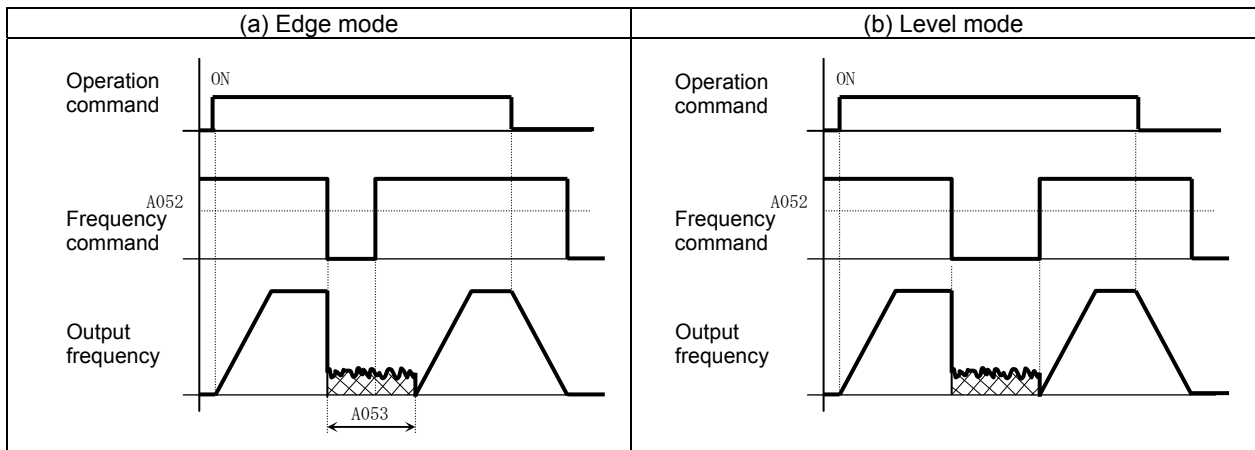 (a) Edge mode
Operation
command
ON
A052
Frequency
command
Output
frequency
A053
(b) Level mode
Operation
command
ON
A052
Frequency
command
Output
frequency